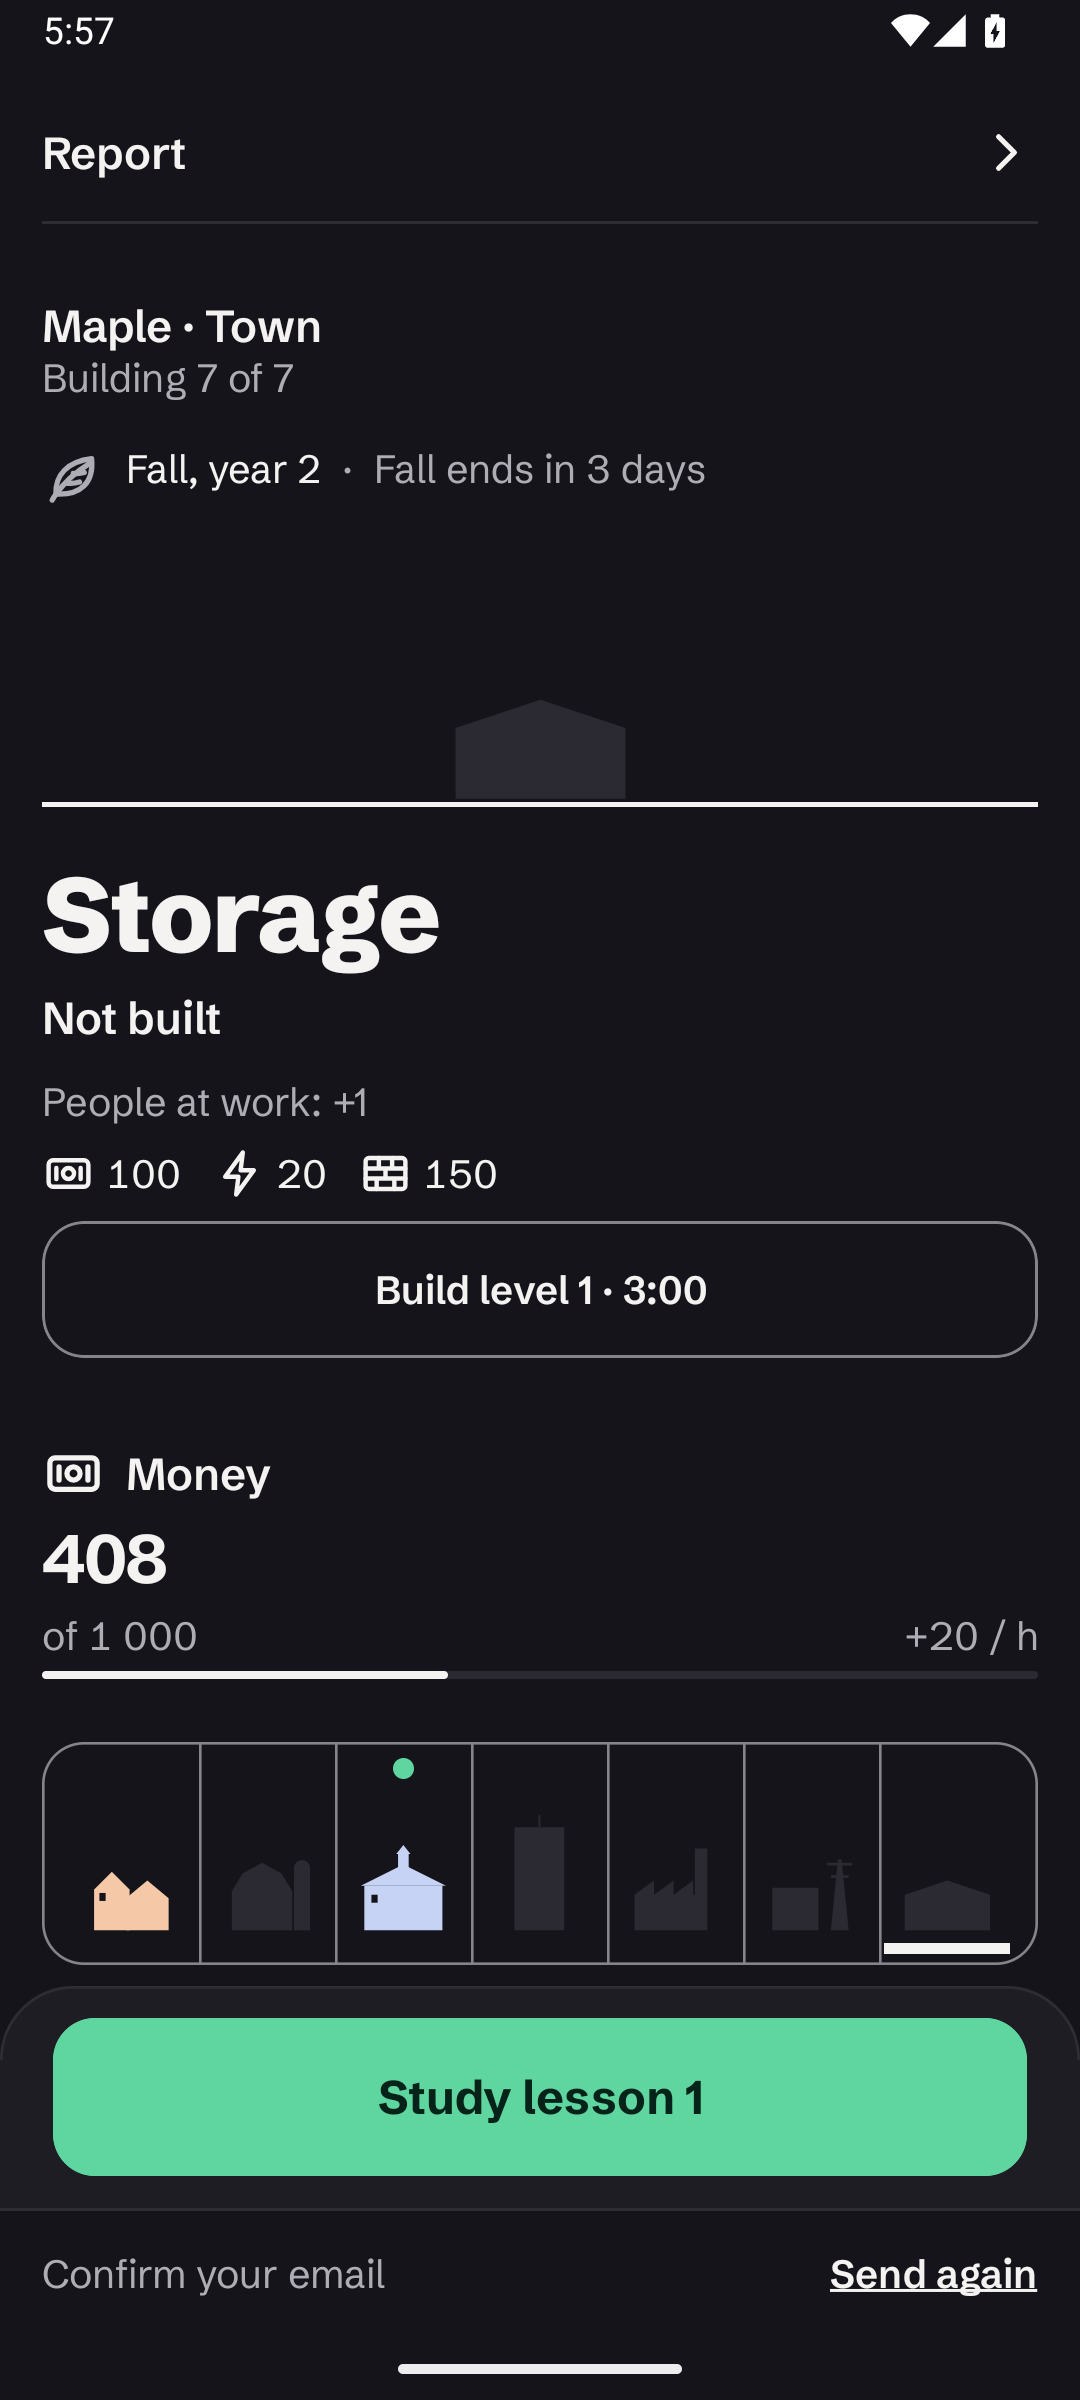 5:57
Report
Maple · Town
Building 7 of 7
Fall, year 2 · Fall ends in 3 days
Storage
Not built
People at work: +1
100 20 150
Build level 1 · 3:00
Money
408
of 1 000 +20 / h
Study lesson 1
Confirm your email Send again